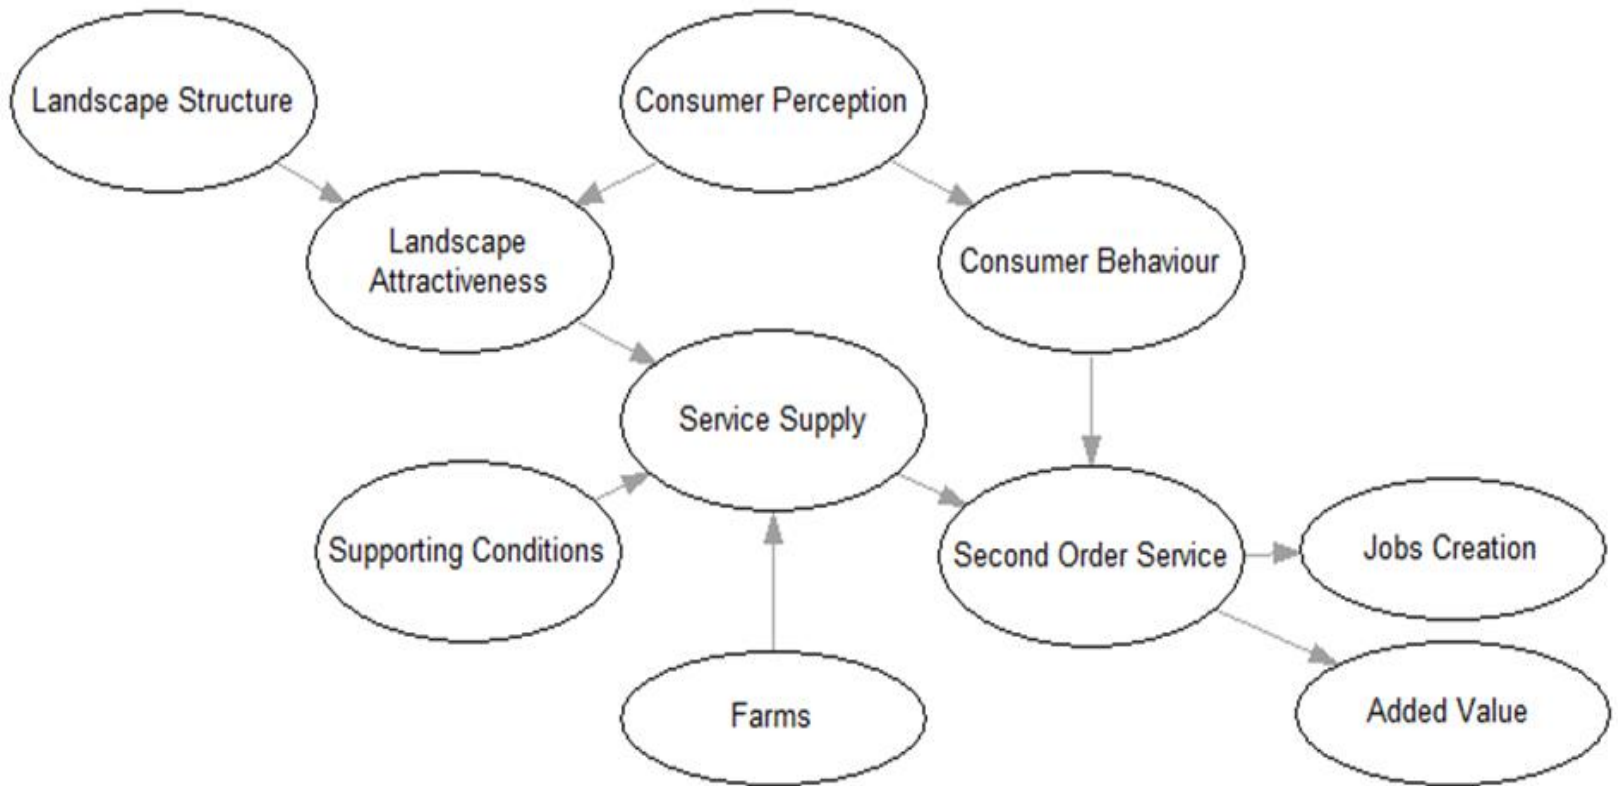 Landscape Structure
Consumer Perception
Landscape
Attractiveness
Consumer Behaviour
Service Supply
Supporting Conditions
Second Order Service
Jobs Creation
Farms
Added Value